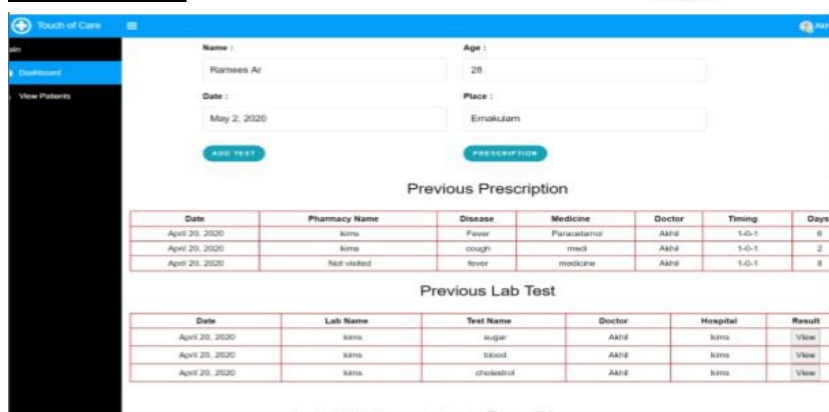 Touch of Care
Name : Age :
Dashboard Ramees Ar 28
View Patients Date : Place :
May 2, 2020 Ernakulam
ADD TEST PRESCRIPTION
Previous Prescription
Date Pharmacy Name Disease Medicine Doctor Timing Days
April 20, 2020 kims Fever Paracetamol Akhil 1-0-1 6
April 20, 2020 kims cough medi Akhil 1-0-1 2
April 20, 2020 Not visited fever medicine Akhil 1-0-1 8
Previous Lab Test
Date Lab Name Test Name Doctor Hospital Result
April 20, 2020 kims sugar Akhil kims View
April 20, 2020 kims blood Akhil kims View
April 20, 2020 kims cholestrol Akhil kims View